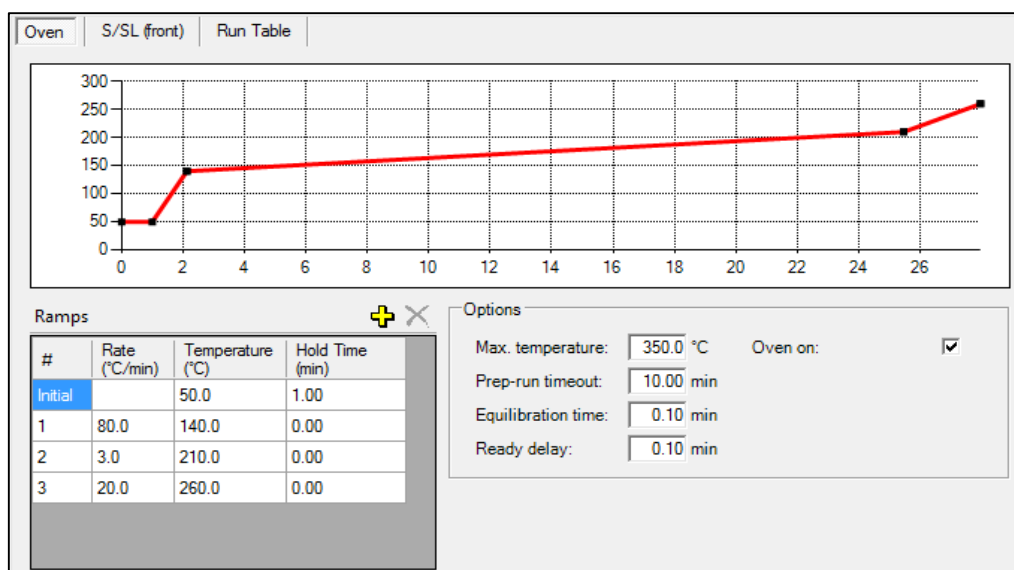 Oven S/SL (front) Run Table
300
250
200
150
100
50
0
0 2 4 6 8 10 12 14 16 18 20 22 24 26
Ramps
# Rate (°C/min) Temperature (°C) Hold Time (min)
Initial 50.0 1.00
1 80.0 140.0 0.00
2 3.0 210.0 0.00
3 20.0 260.0 0.00
Options
Max. temperature: 350.0 °C Oven on:
Prep-run timeout: 10.00 min
Equilibration time: 0.10 min
Ready delay: 0.10 min